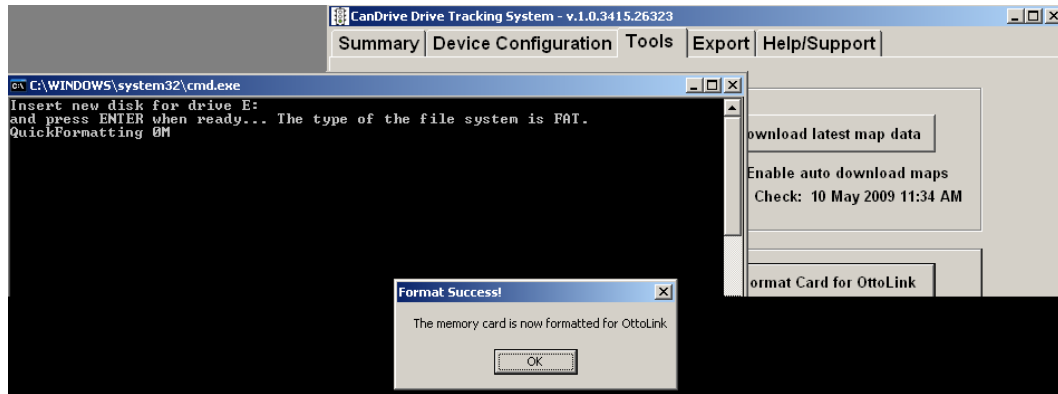 CanDrive Drive Tracking System - v.1.0.3415.26323
Summary Device Configuration Tools Export Help/Support
C:\WINDOWS\system32\cmd.exe
Insert new disk for drive E:
and press ENTER when ready... The type of the file system is FAT.
QuickFormatting 0M
ownload latest map data
Enable auto download maps
Check: 10 May 2009 11:34 AM
ormat Card for OttoLink
Format Success!
The memory card is now formatted for OttoLink
OK